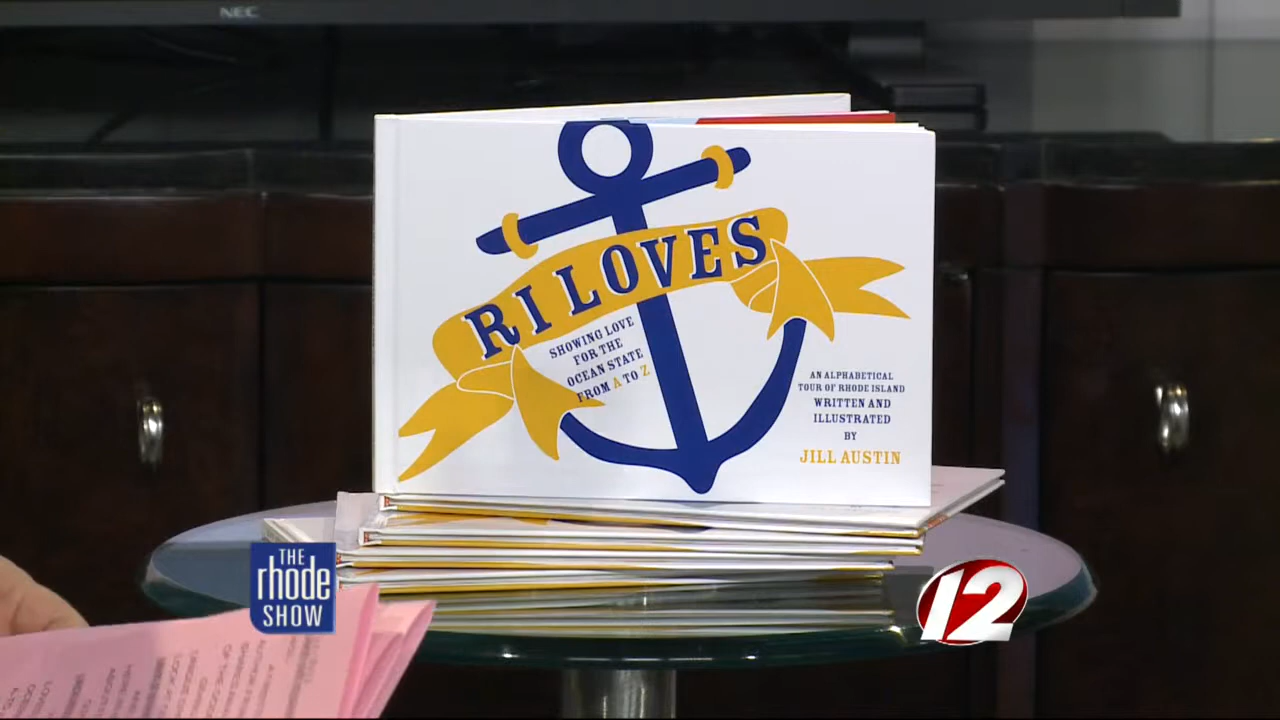 NEC
RI LOVES
SHOWING LOVE
FOR THE
OCEAN STATE
FROM A TO Z
AN ALPHABETICAL
TOUR OF RHODE ISLAND
WRITTEN AND
ILLUSTRATED
BY
JILL AUSTIN
THE
rhode
SHOW
12